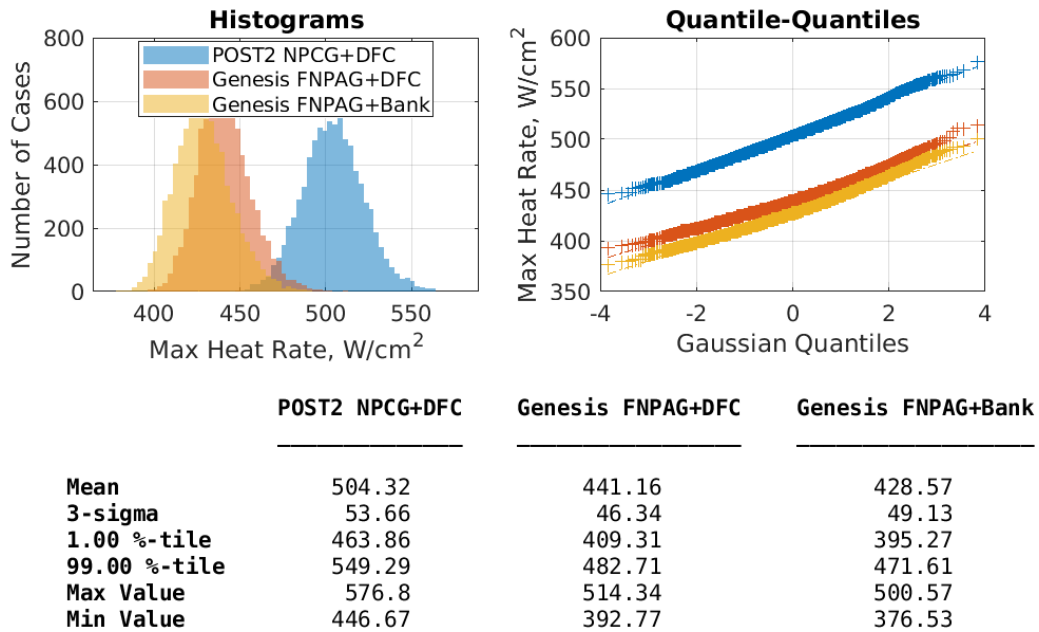 Histograms
800
600
400
200
0
Number of Cases
POST2 NPCG+DFC
Genesis FNPAG+DFC
Genesis FNPAG+Bank
400 450 500 550
Max Heat Rate, W/cm²
Quantile-Quantiles
600
550
500
450
400
350
Max Heat Rate, W/cm²
-4 -2 0 2 4
Gaussian Quantiles
POST2 NPCG+DFC Genesis FNPAG+DFC Genesis FNPAG+Bank
Mean 504.32 441.16 428.57
3-sigma 53.66 46.34 49.13
1.00 %-tile 463.86 409.31 395.27
99.00 %-tile 549.29 482.71 471.61
Max Value 576.8 514.34 500.57
Min Value 446.67 392.77 376.53